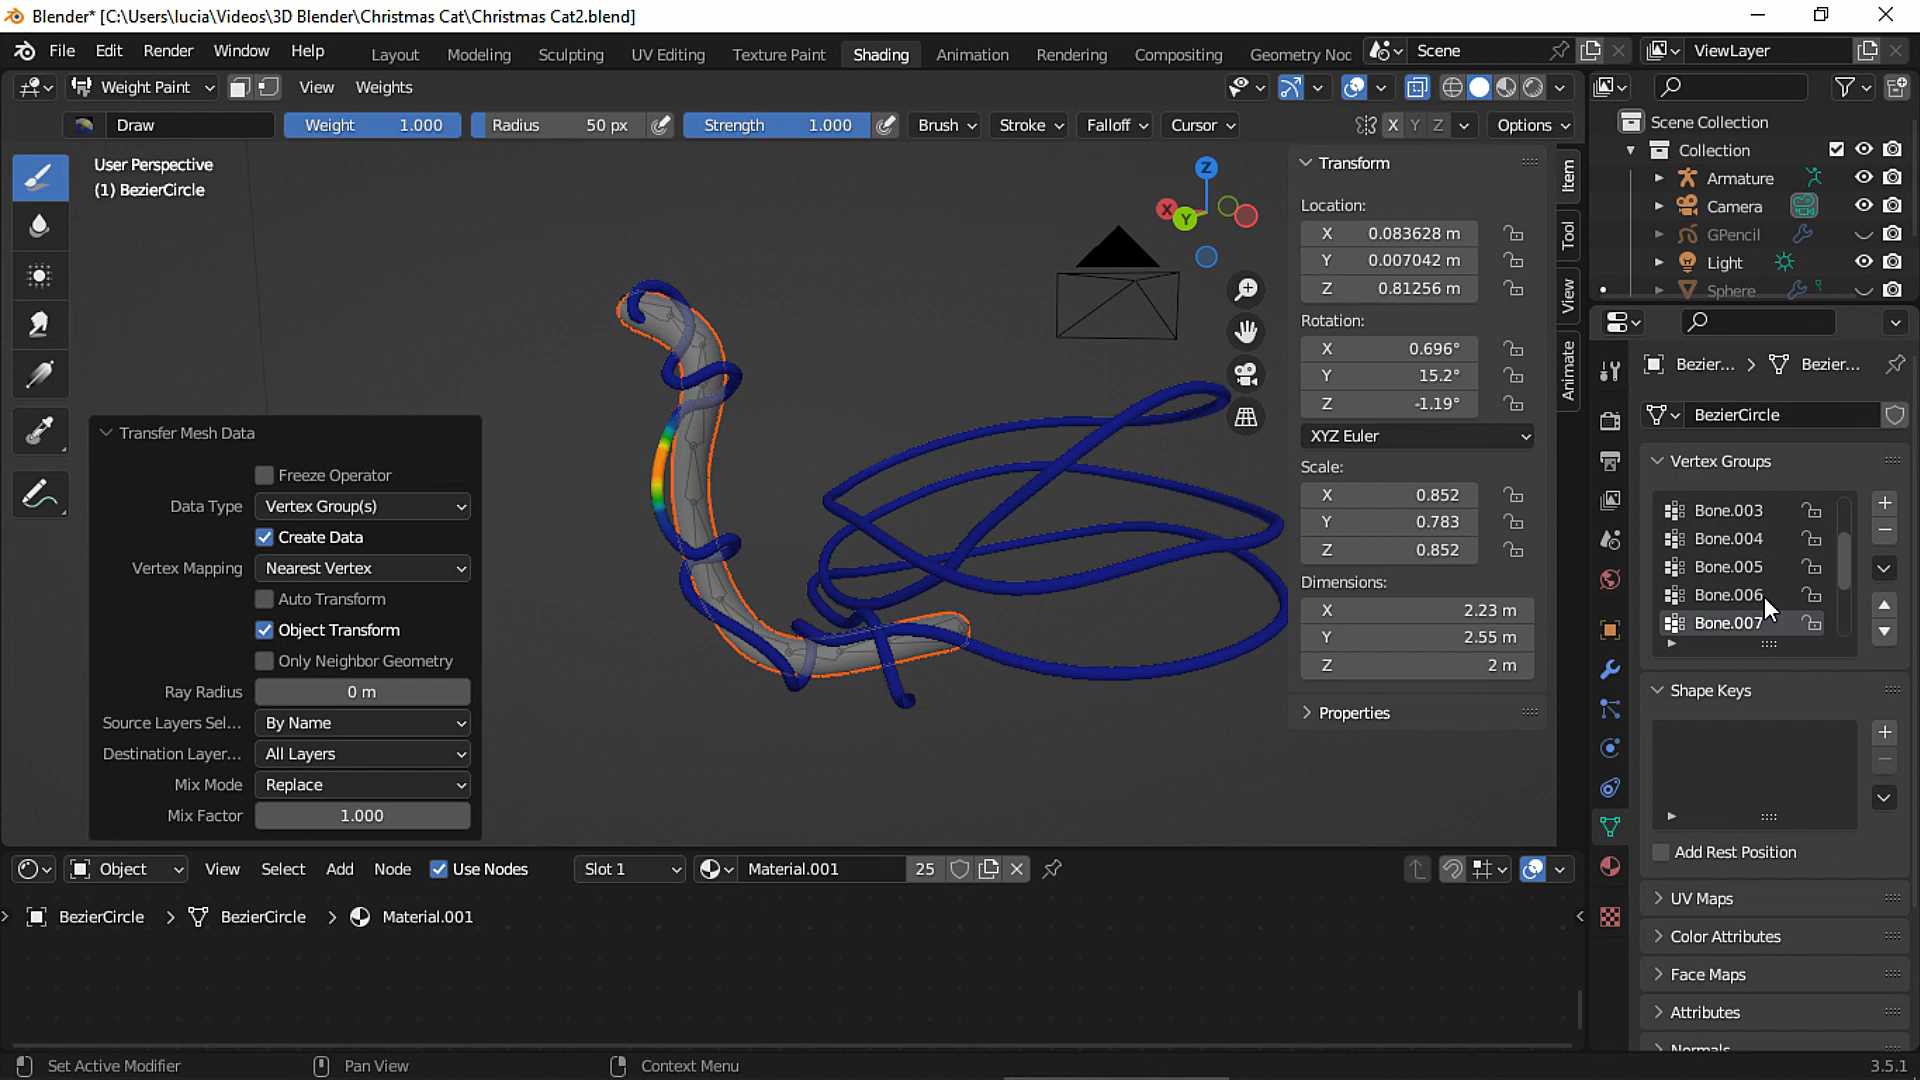 Blender* [C:\Users\lucia\Videos\3D Blender\Christmas Cat\Christmas Cat2.blend]
File Edit Render Window Help Layout Modeling Sculpting UV Editing Texture Paint Shading Animation Rendering Compositing Geometry Noc Scene ViewLayer
Weight Paint View Weights
Draw Weight 1.000 Radius 50 px Strength 1.000 Brush Stroke Falloff Cursor X Y Z Options
User Perspective
(1) BezierCircle
Z
X
Y
Transfer Mesh Data
Freeze Operator
Data Type Vertex Group(s)
Create Data
Vertex Mapping Nearest Vertex
Auto Transform
Object Transform
Only Neighbor Geometry
Ray Radius 0 m
Source Layers Sel... By Name
Destination Layer... All Layers
Mix Mode Replace
Mix Factor 1.000
Transform
Location:
X 0.083628 m
Y 0.007042 m
Z 0.81256 m
Rotation:
X 0.696°
Y 15.2°
Z -1.19°
XYZ Euler
Scale:
X 0.852
Y 0.783
Z 0.852
Dimensions:
X 2.23 m
Y 2.55 m
Z 2 m
Properties
Item
Tool
View
Animate
Scene Collection
Collection
Armature
Camera
GPencil
Light
Sphere
Bezier... Bezier...
BezierCircle
Vertex Groups
Bone.003
Bone.004
Bone.005
Bone.006
Bone.007
Shape Keys
Add Rest Position
UV Maps
Color Attributes
Face Maps
Attributes
Normals
Object View Select Add Node Use Nodes Slot 1 Material.001 25
BezierCircle BezierCircle Material.001
Set Active Modifier Pan View Context Menu 3.5.1